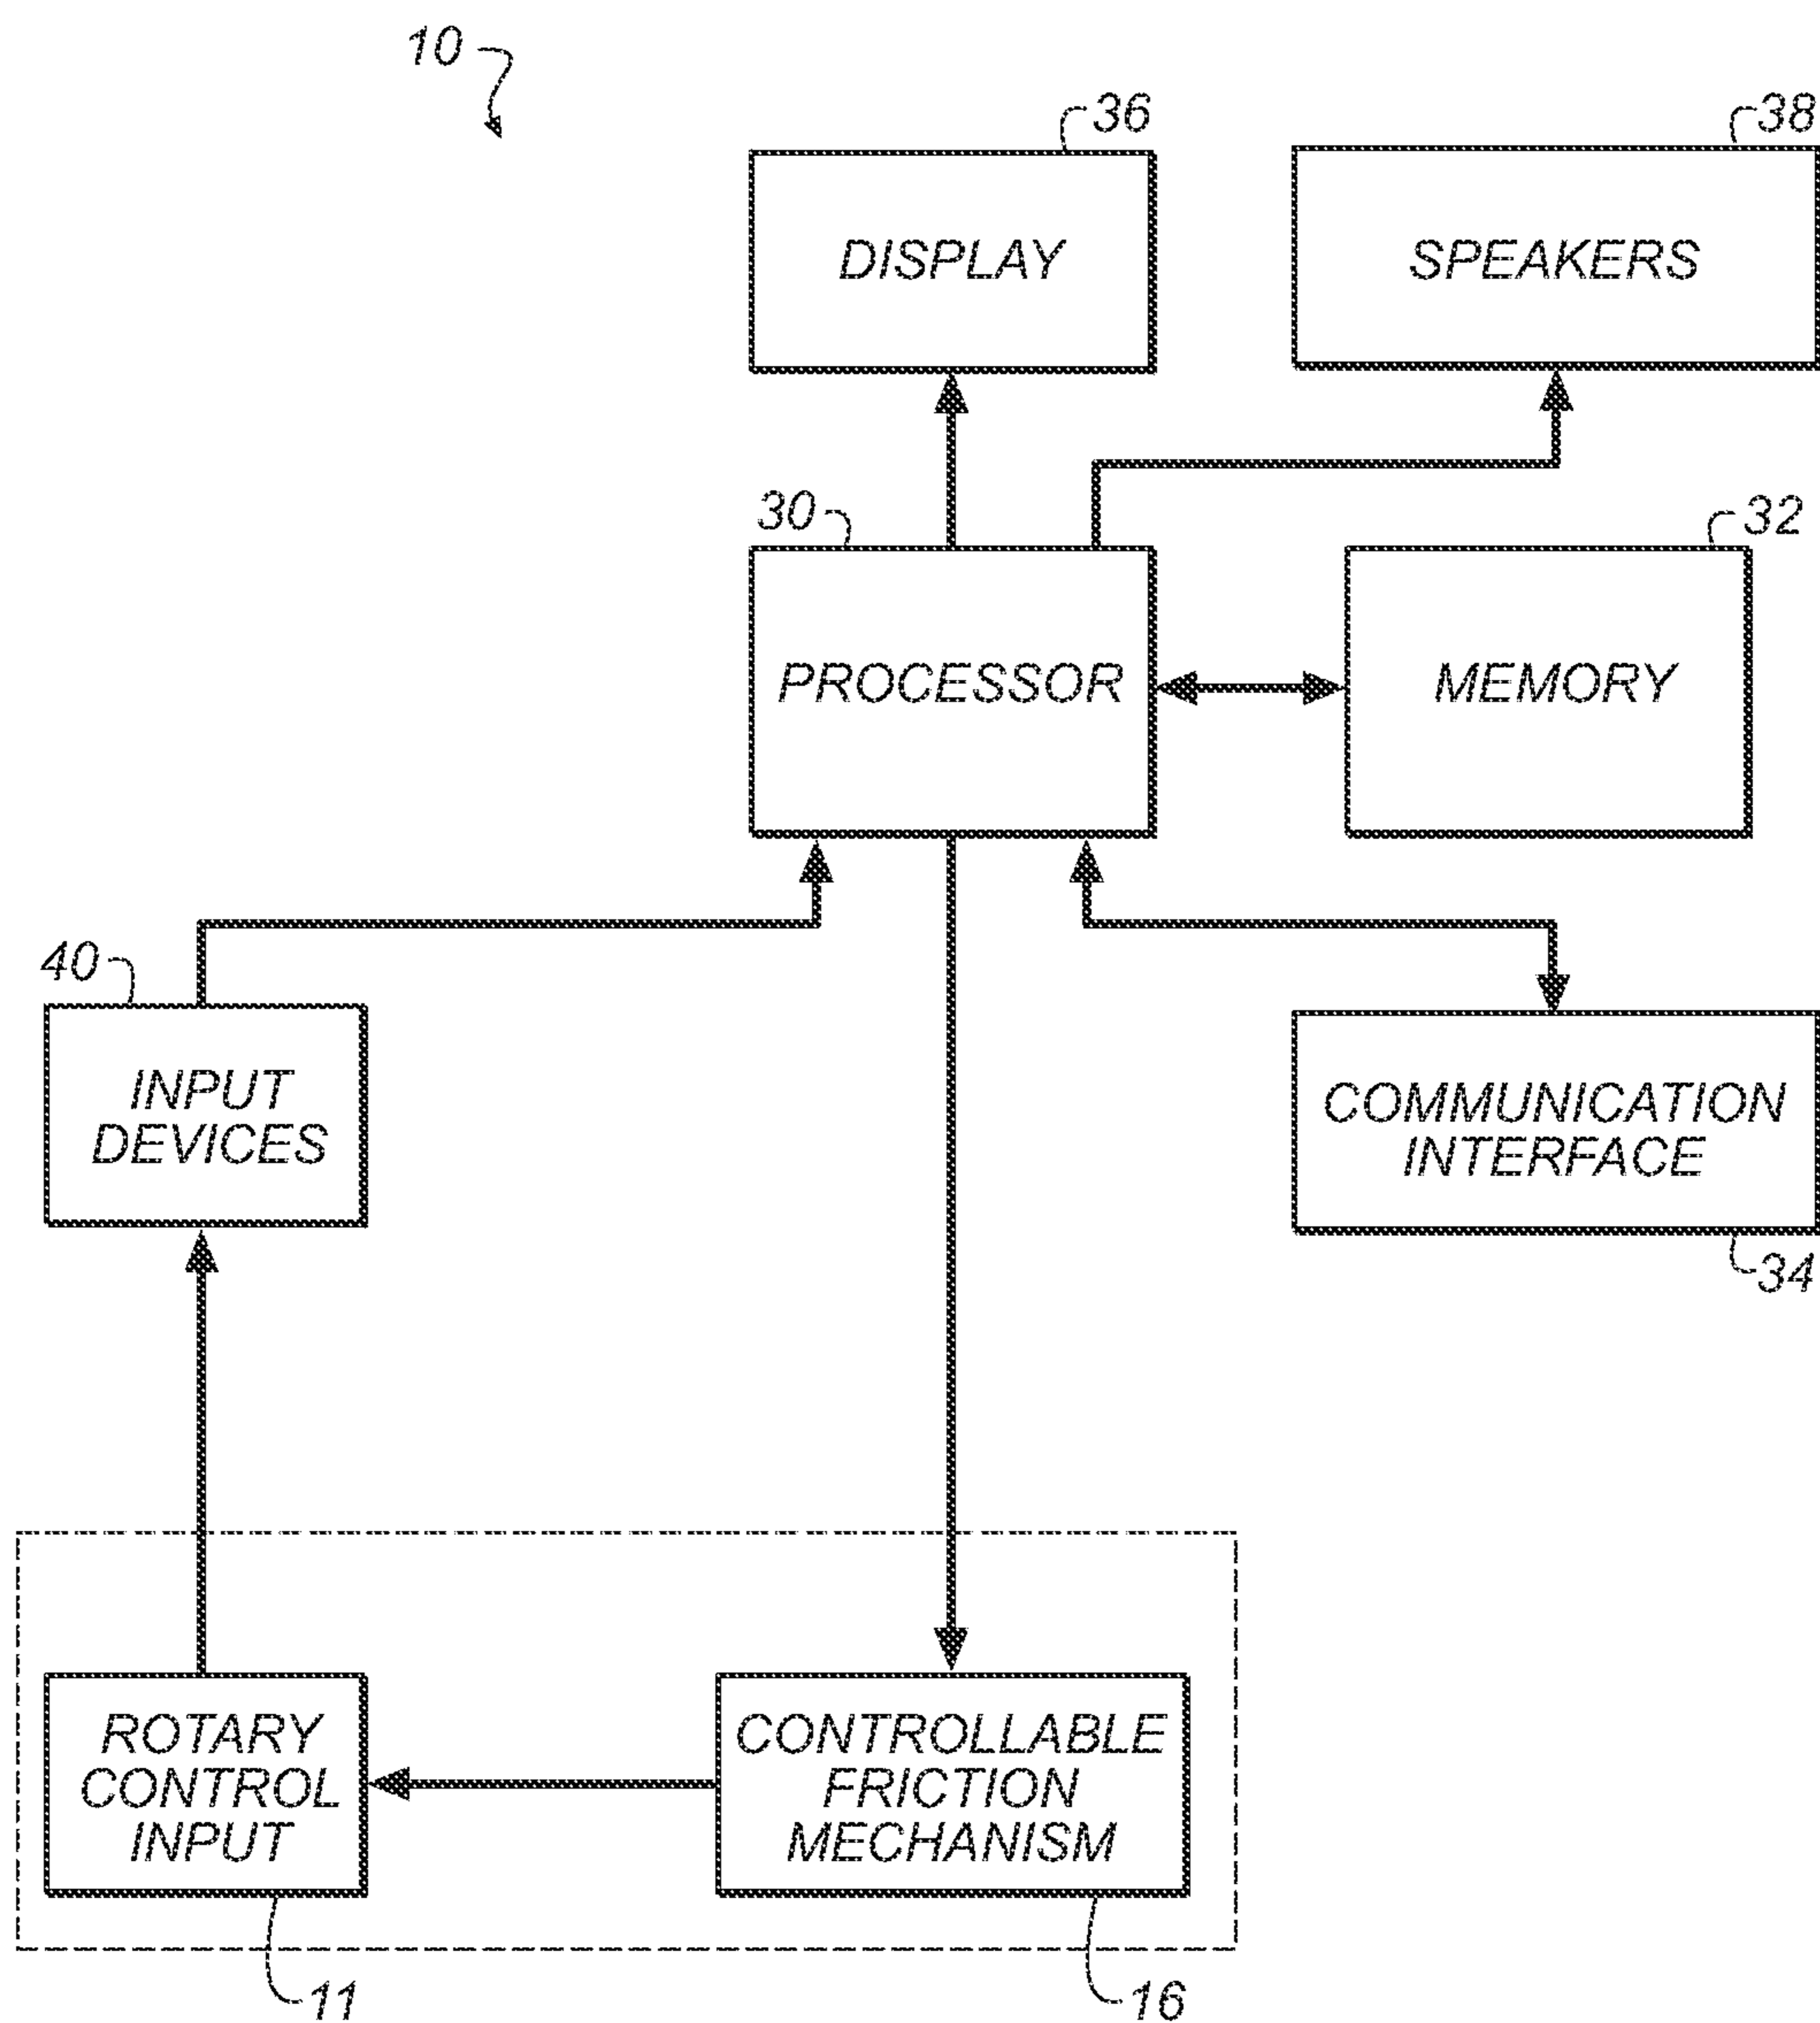 10
36
38
DISPLAY
SPEAKERS
30
32
PROCESSOR
MEMORY
40
INPUT
DEVICES
COMMUNICATION
INTERFACE
34
ROTARY
CONTROL
INPUT
CONTROLLABLE
FRICTION
MECHANISM
11
16